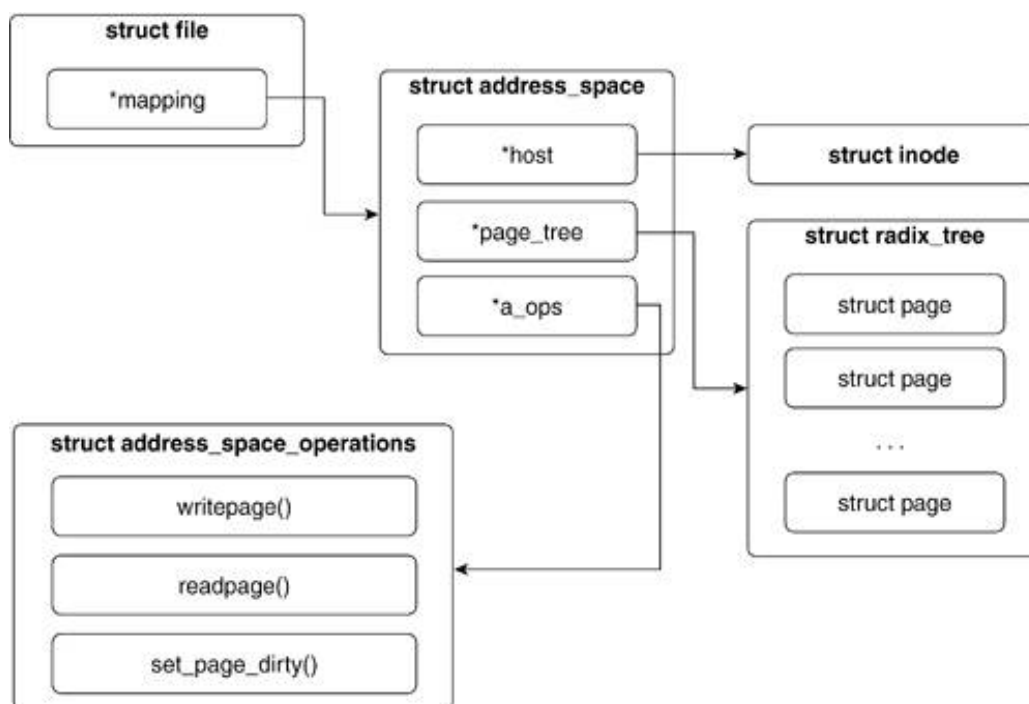 struct file
*mapping
struct address_space
*host
*page_tree
*a_ops
struct inode
struct radix_tree
struct page
struct page
. . .
struct page
struct address_space_operations
writepage()
readpage()
set_page_dirty()